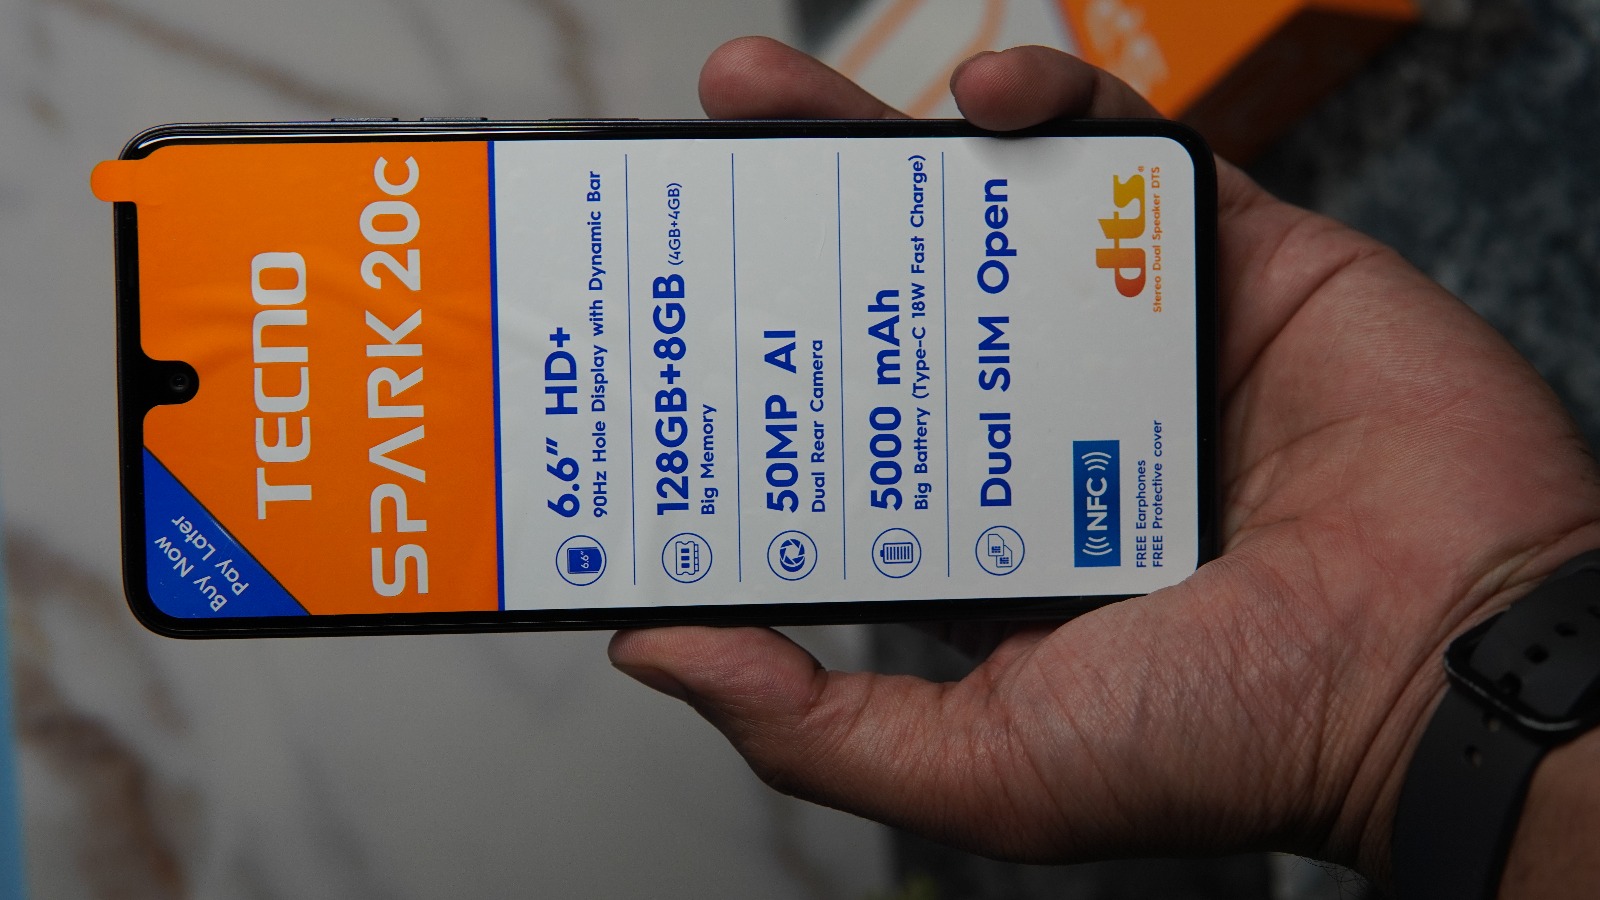 Buy Now
Pay Later
TECNO
SPARK 20C
6.6” HD+
90Hz Hole Display with Dynamic Bar
6.6”
128GB+8GB (4GB+4GB)
Big Memory
50MP AI
Dual Rear Camera
5000 mAh
Big Battery (Type-C 18W Fast Charge)
Dual SIM Open
NFC
dts®
Stereo Dual Speaker DTS
FREE Earphones
FREE Protective cover